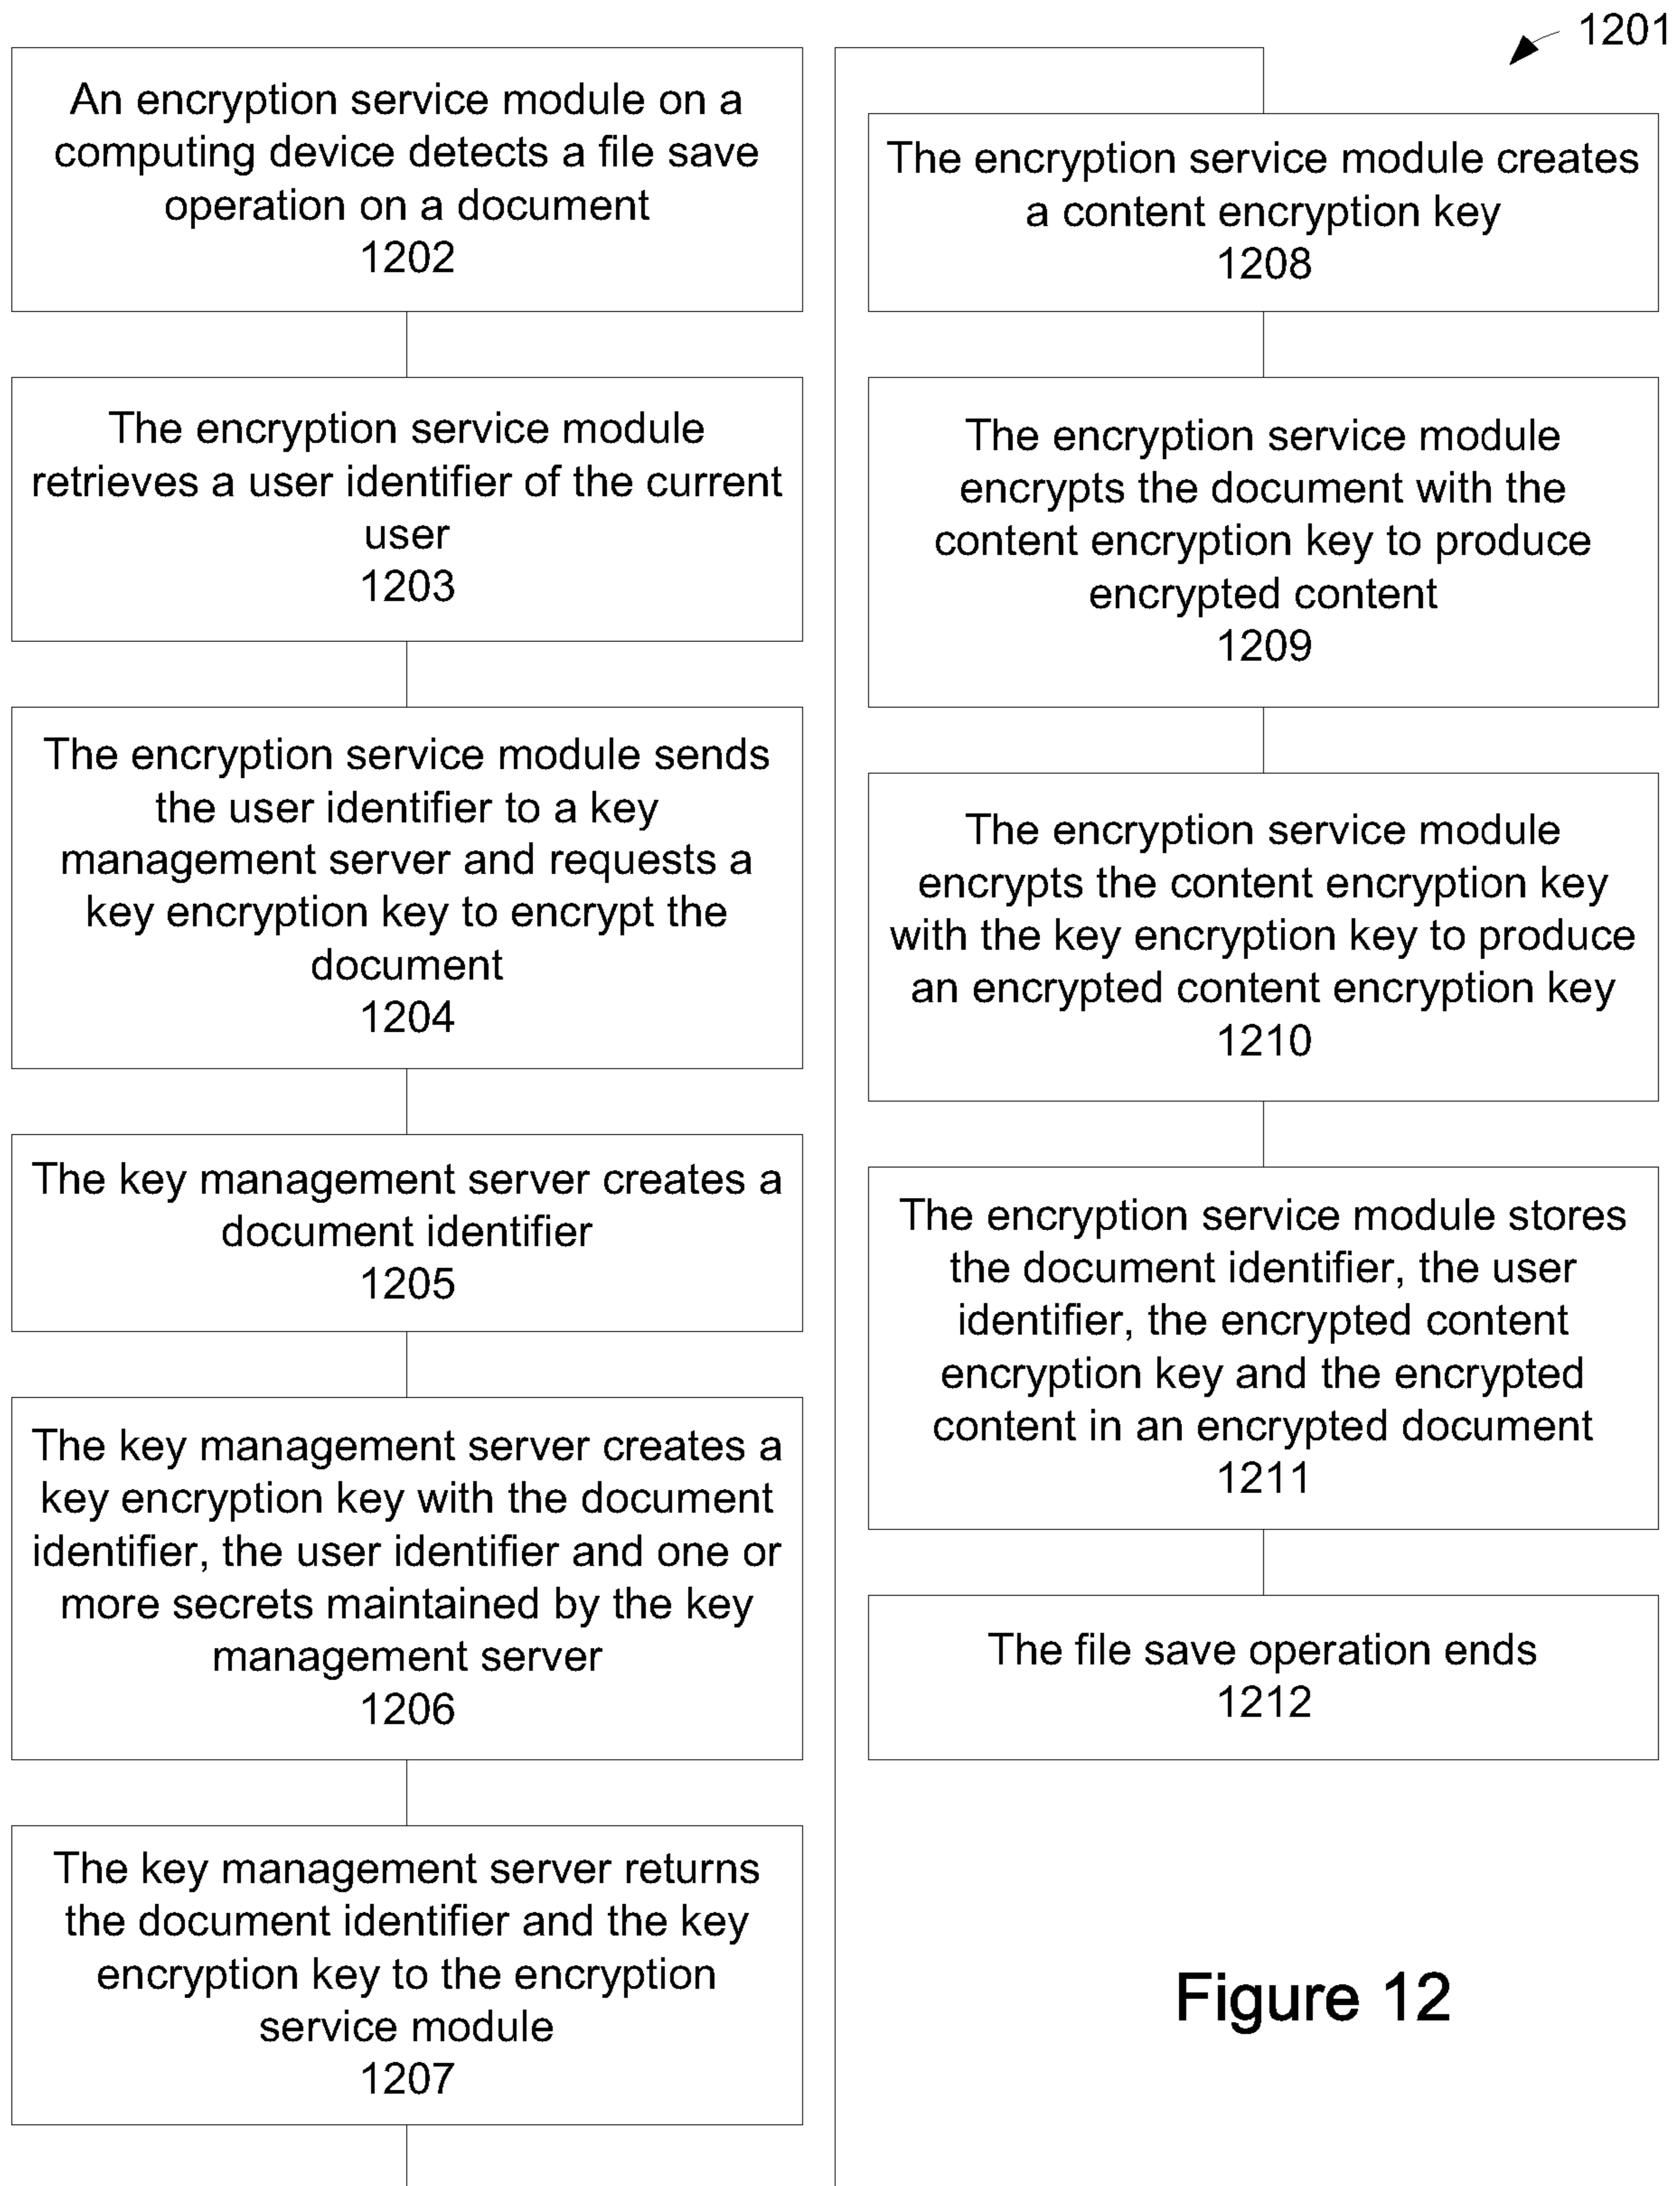 1201
An encryption service module on a
computing device detects a file save
operation on a document
1202
The encryption service module
retrieves a user identifier of the current
user
1203
The encryption service module sends
the user identifier to a key
management server and requests a
key encryption key to encrypt the
document
1204
The key management server creates a
document identifier
1205
The key management server creates a
key encryption key with the document
identifier, the user identifier and one or
more secrets maintained by the key
management server
1206
The key management server returns
the document identifier and the key
encryption key to the encryption
service module
1207
The encryption service module creates
a content encryption key
1208
The encryption service module
encrypts the document with the
content encryption key to produce
encrypted content
1209
The encryption service module
encrypts the content encryption key
with the key encryption key to produce
an encrypted content encryption key
1210
The encryption service module stores
the document identifier, the user
identifier, the encrypted content
encryption key and the encrypted
content in an encrypted document
1211
The file save operation ends
1212
Figure 12